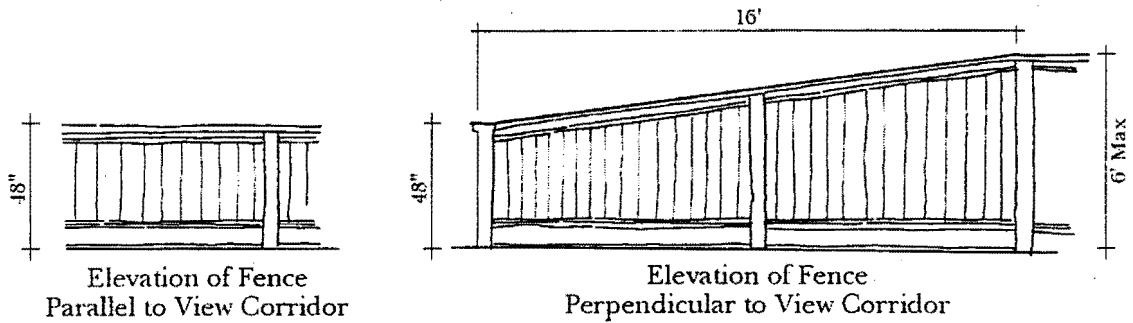 16'
48"
48"
6' Max
Elevation of Fence
Parallel to View Corridor
Elevation of Fence
Perpendicular to View Corridor